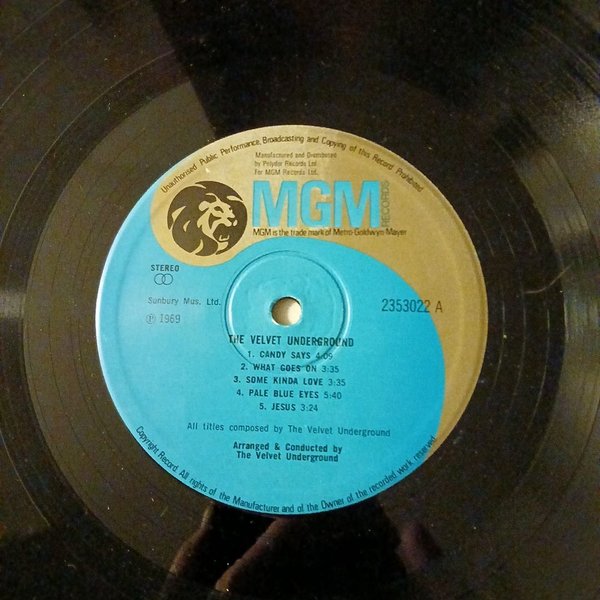 Unauthorised Public Performance, Broadcasting and Copying of this Record Prohibited
Manufactured and Distributed
by Polydor Records Ltd.
For MGM Records Ltd.
MGM
RECORDS
MGM is the trade mark of Metro-Goldwyn-Mayer
STEREO
Sunbury Mus. Ltd.
℗ 1969
2353022 A
THE VELVET UNDERGROUND
1. CANDY SAYS 4:09
2. WHAT GOES ON 3:35
3. SOME KINDA LOVE 3:35
4. PALE BLUE EYES 5:40
5. JESUS 3:24
All titles composed by The Velvet Underground
Arranged & Conducted by
The Velvet Underground
Copyright Record All rights of the Manufacturer and of the Owner of the recorded work reserved.